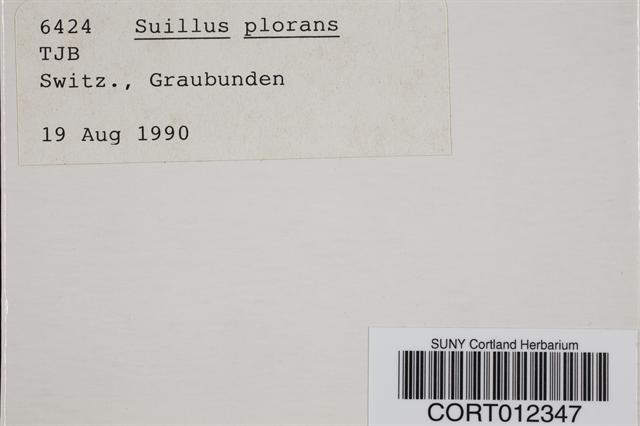 6424 Suillus plorans
TJB
Switz., Graubunden
19 Aug 1990
SUNY Cortland Herbarium
CORT012347